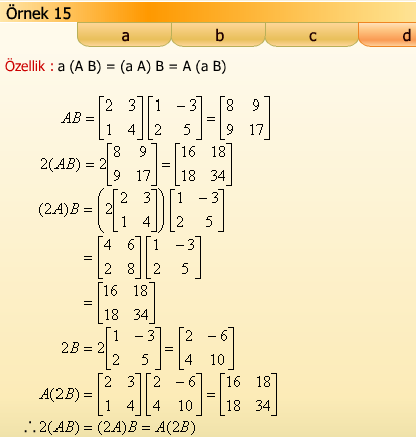 Örnek 15
a b c d
Özellik : a (A B) = (a A) B = A (a B)
AB = [2 3; 1 4] [1 −3; 2 5] = [8 9; 9 17]
2(AB) = 2[8 9; 9 17] = [16 18; 18 34]
(2A)B = (2[2 3; 1 4]) [1 −3; 2 5]
= [4 6; 2 8] [1 −3; 2 5]
= [16 18; 18 34]
2B = 2[1 −3; 2 5] = [2 −6; 4 10]
A(2B) = [2 3; 1 4] [2 −6; 4 10] = [16 18; 18 34]
∴ 2(AB) = (2A)B = A(2B)